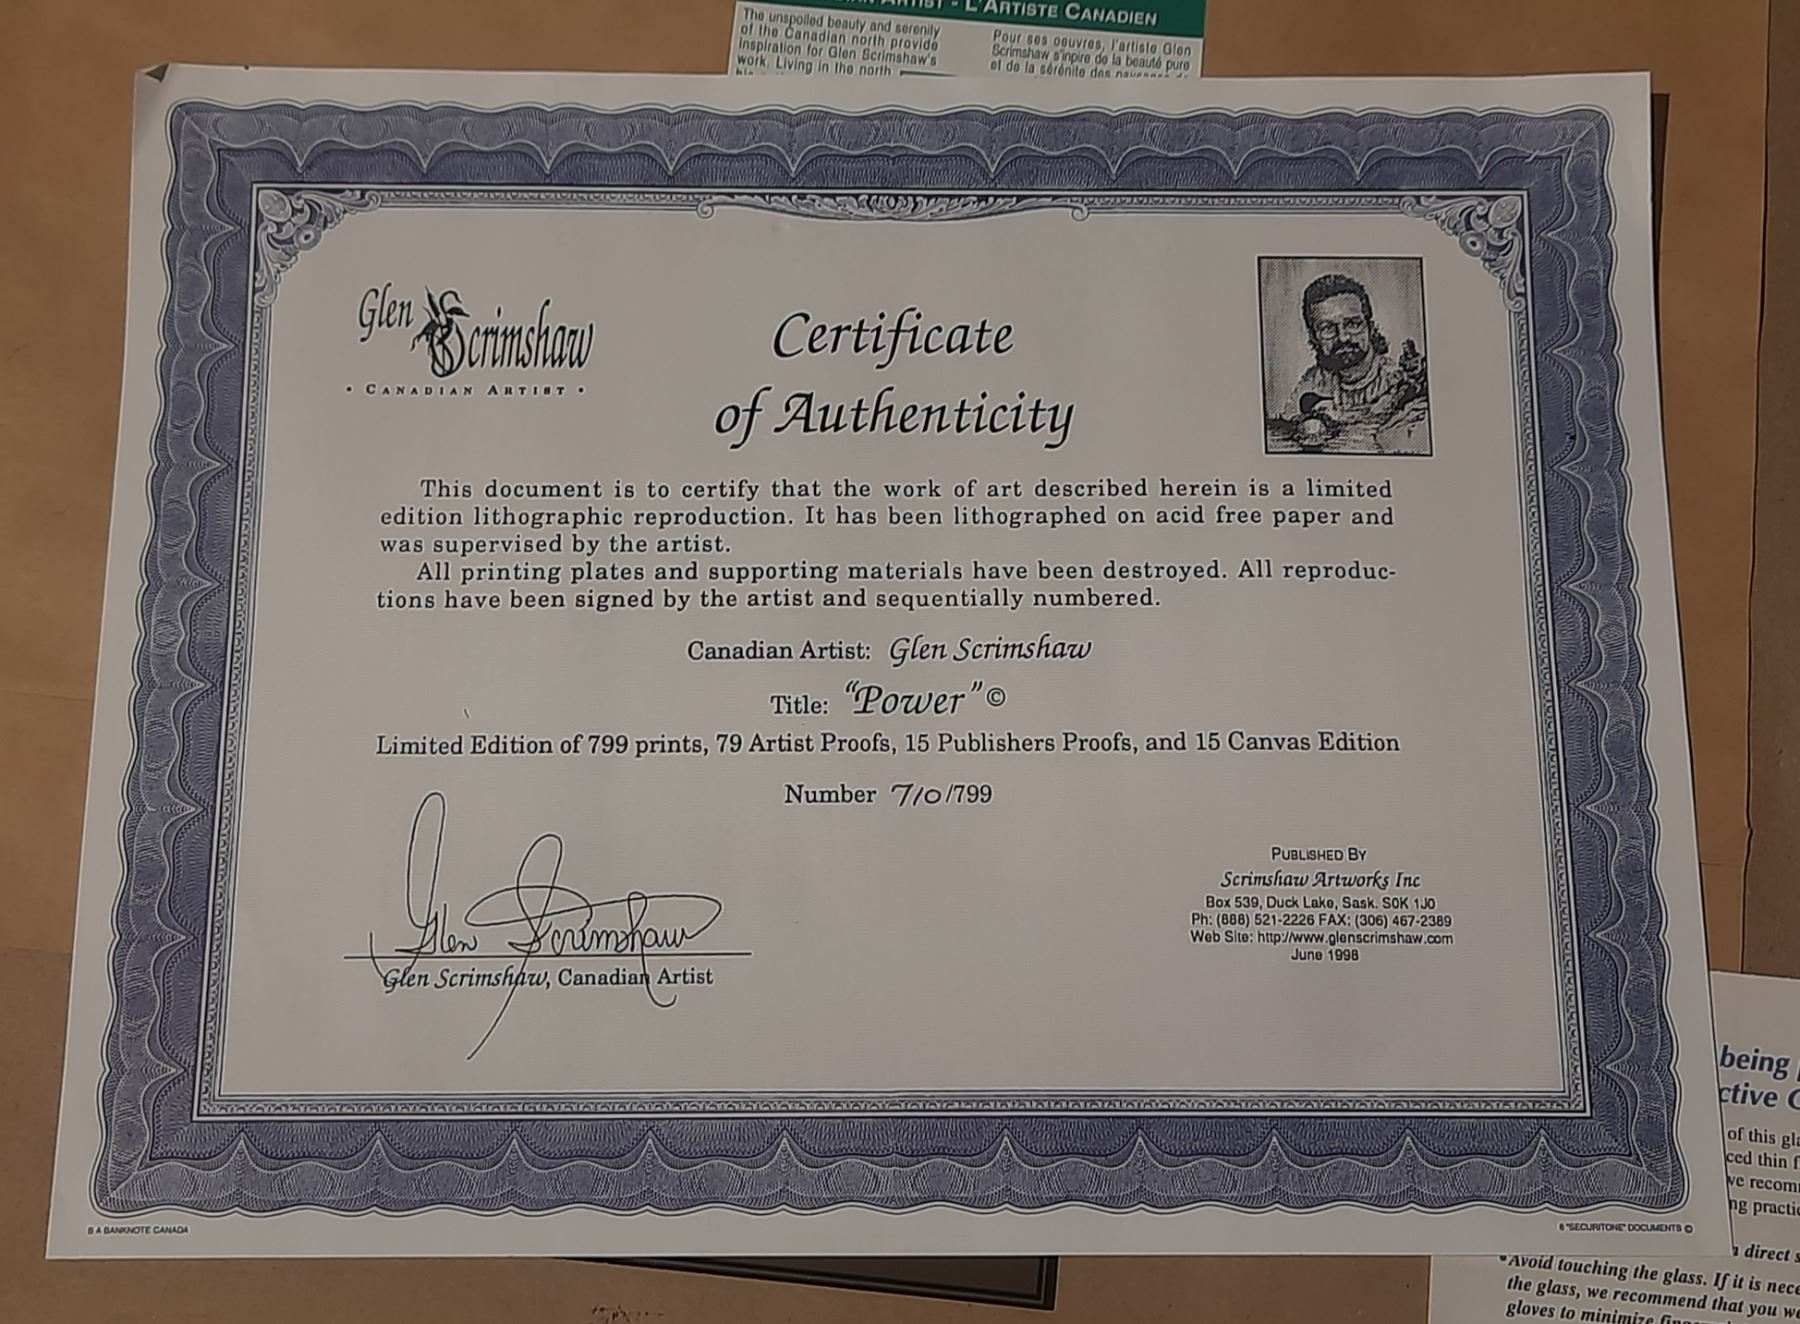 L'ARTISTE CANADIEN
The unspoiled beauty and serenity
of the Canadian north provide
inspiration for Glen Scrimshaw's
work. Living in the north
Pour ses oeuvres, l'artiste Glen
Scrimshaw s'inpire de la beauté pure
et de la sérénite des
Glen Scrimshaw
• CANADIAN ARTIST •
Certificate
of Authenticity
This document is to certify that the work of art described herein is a limited
edition lithographic reproduction. It has been lithographed on acid free paper and
was supervised by the artist.
All printing plates and supporting materials have been destroyed. All reproduc-
tions have been signed by the artist and sequentially numbered.
Canadian Artist: Glen Scrimshaw
Title: "Power" ©
Limited Edition of 799 prints, 79 Artist Proofs, 15 Publishers Proofs, and 15 Canvas Edition
Number 710/799
Glen Scrimshaw
Glen Scrimshaw, Canadian Artist
PUBLISHED BY
Scrimshaw Artworks Inc
Box 539, Duck Lake, Sask. S0K 1J0
Ph: (888) 521-2226 FAX: (306) 467-2389
Web Site: http://www.glenscrimshaw.com
June 1998
B A BANKNOTE CANADA
6 "SECURITONE" DOCUMENTS ©
being
ctive
of this
ced thin
ve recom
ng practi
direct
• Avoid touching the glass. If it is nece
the glass, we recommend that you we
gloves to minimize